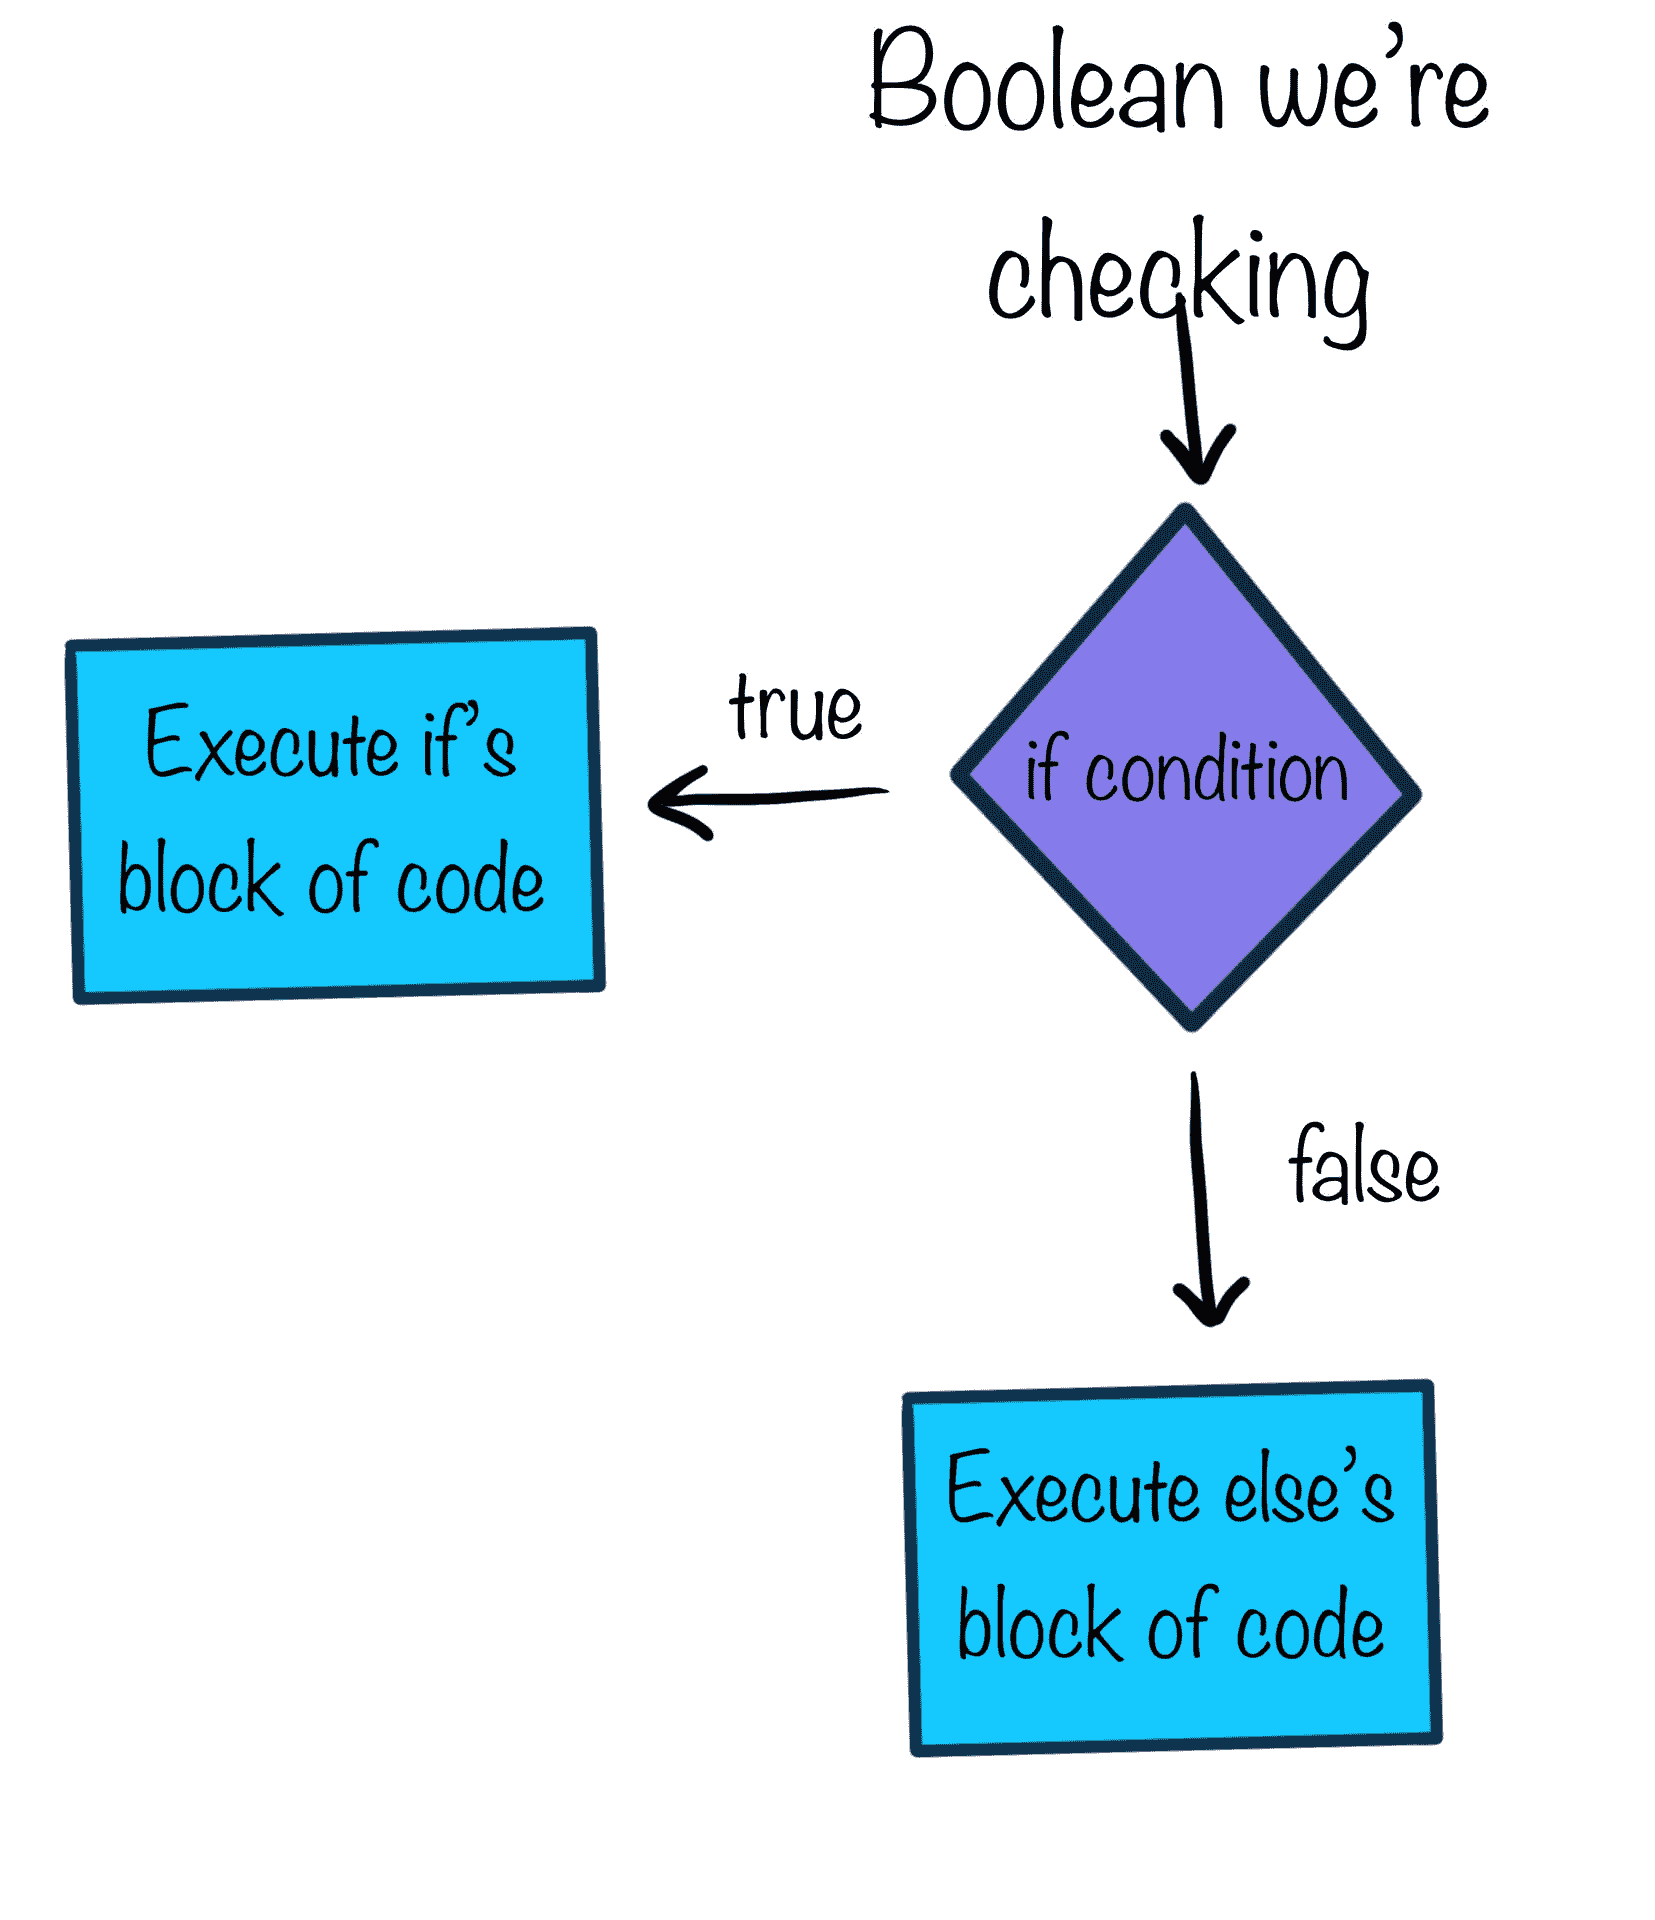 Boolean we're
checking
true
if condition
Execute if's
block of code
false
Execute else's
block of code